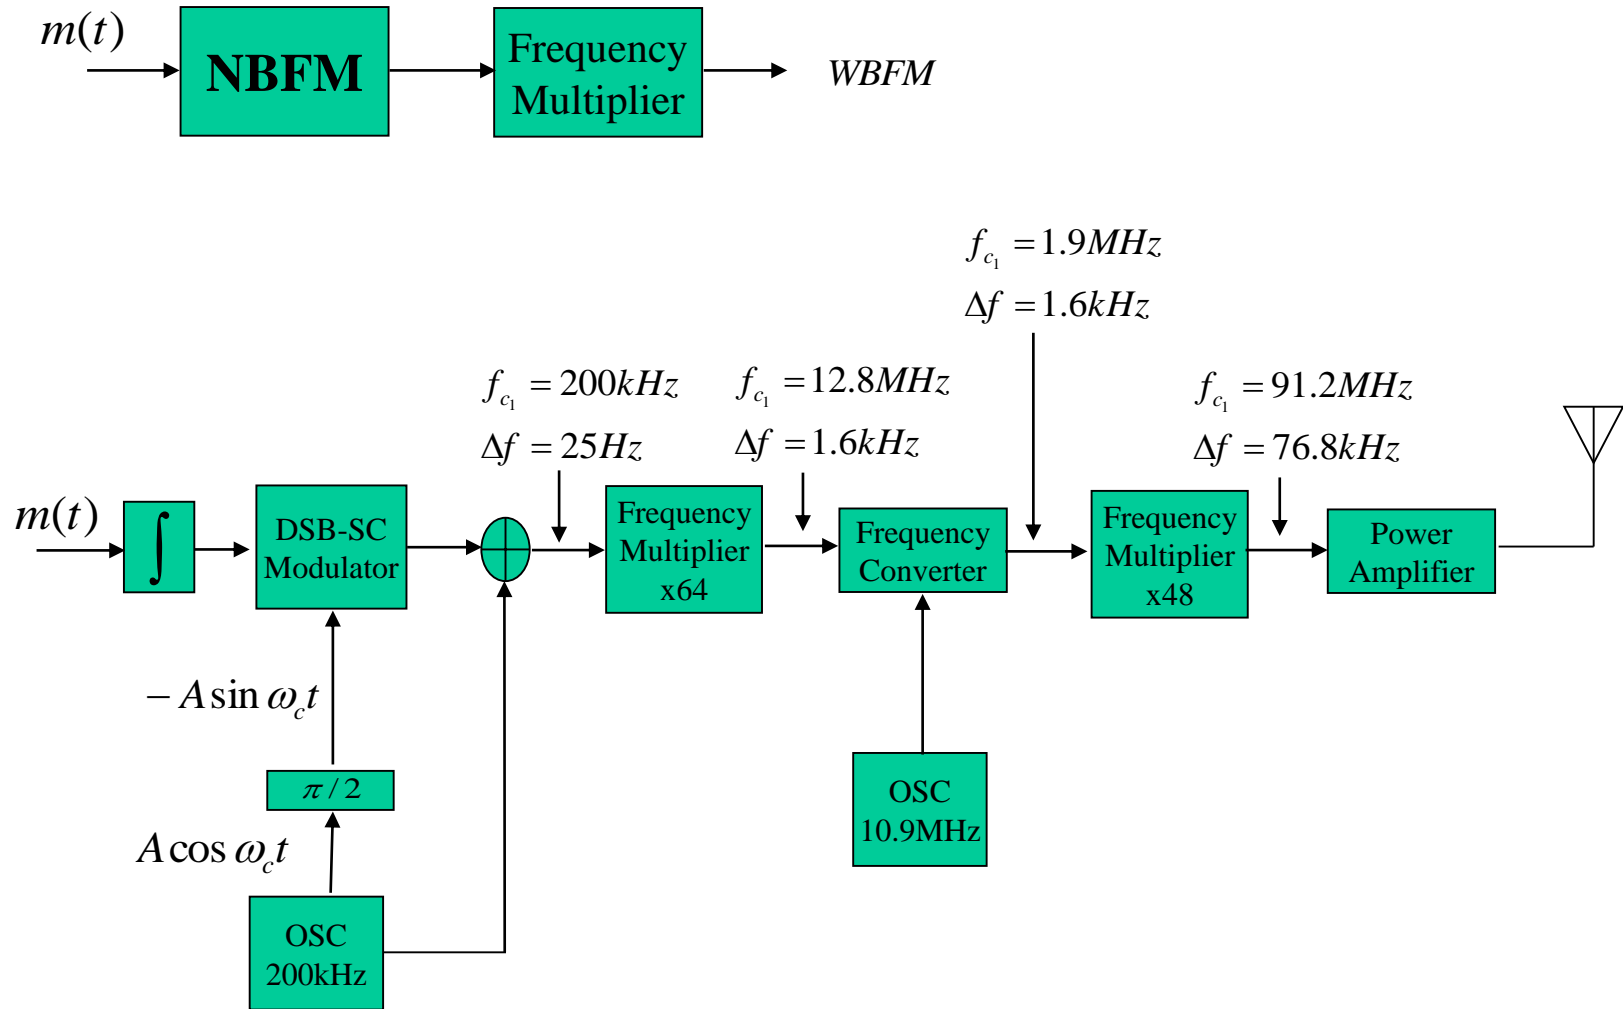 m(t)
NBFM
Frequency
Multiplier
WBFM
f_{c_1} = 1.9MHz
Δf = 1.6kHz
f_{c_1} = 200kHz
Δf = 25Hz
f_{c_1} = 12.8MHz
Δf = 1.6kHz
f_{c_1} = 91.2MHz
Δf = 76.8kHz
m(t)
∫
DSB-SC
Modulator
Frequency
Multiplier
x64
Frequency
Converter
Frequency
Multiplier
x48
Power
Amplifier
− A sin ω_c t
π / 2
A cos ω_c t
OSC
200kHz
OSC
10.9MHz